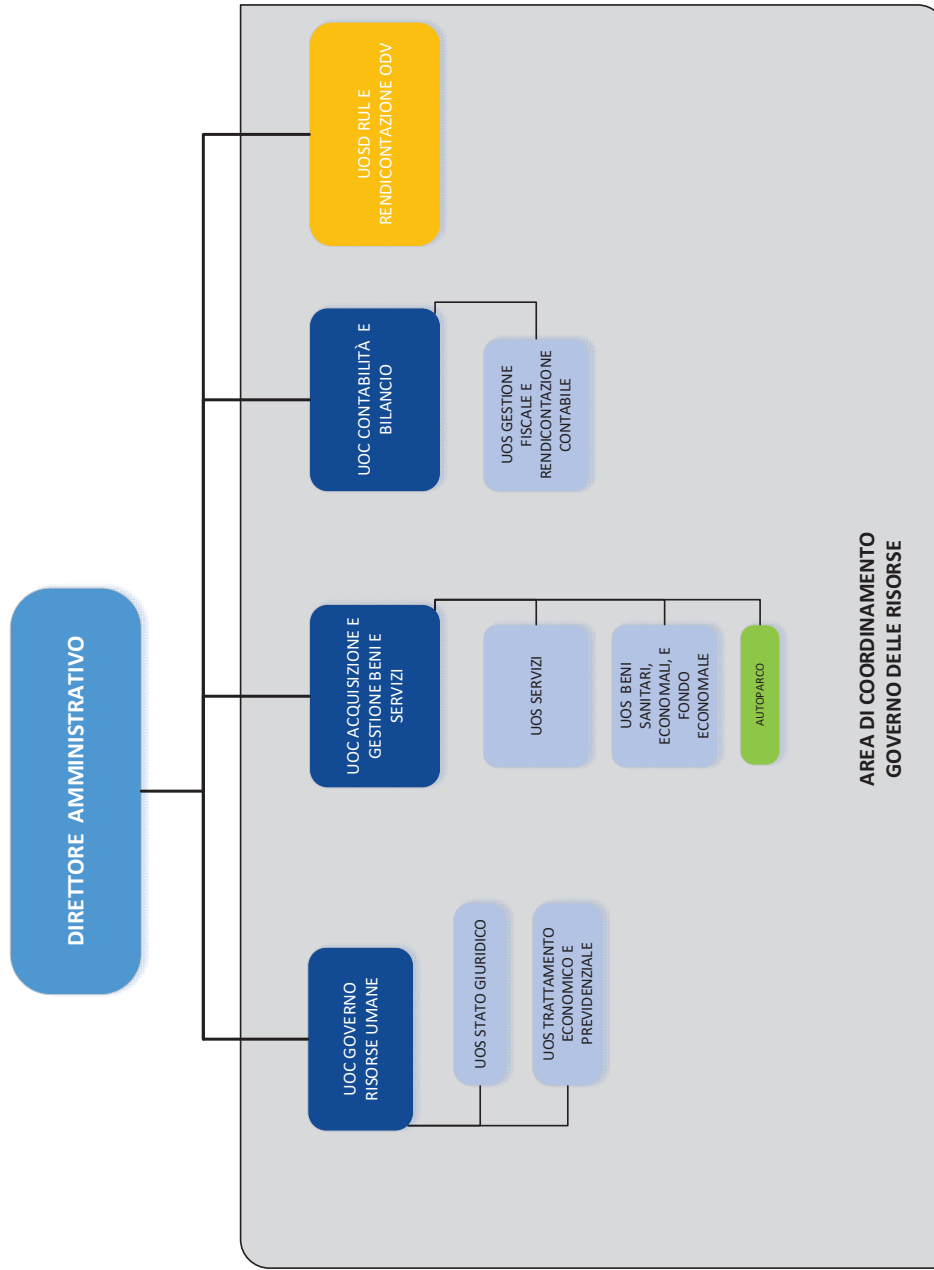 DIRETTORE AMMINISTRATIVO
UOC GOVERNO
RISORSE UMANE
UOS STATO GIURIDICO
UOS TRATTAMENTO
ECONOMICO E
PREVIDENZIALE
UOC ACQUISIZIONE E
GESTIONE BENI E
SERVIZI
UOS SERVIZI
UOS BENI
SANITARI,
ECONOMALI, E
FONDO
ECONOMALE
AUTOPARCO
UOC CONTABILITÀ E
BILANCIO
UOS GESTIONE
FISCALE E
RENDICONTAZIONE
CONTABILE
UOSD RUL E
RENDICONTAZIONE ODV
AREA DI COORDINAMENTO
GOVERNO DELLE RISORSE